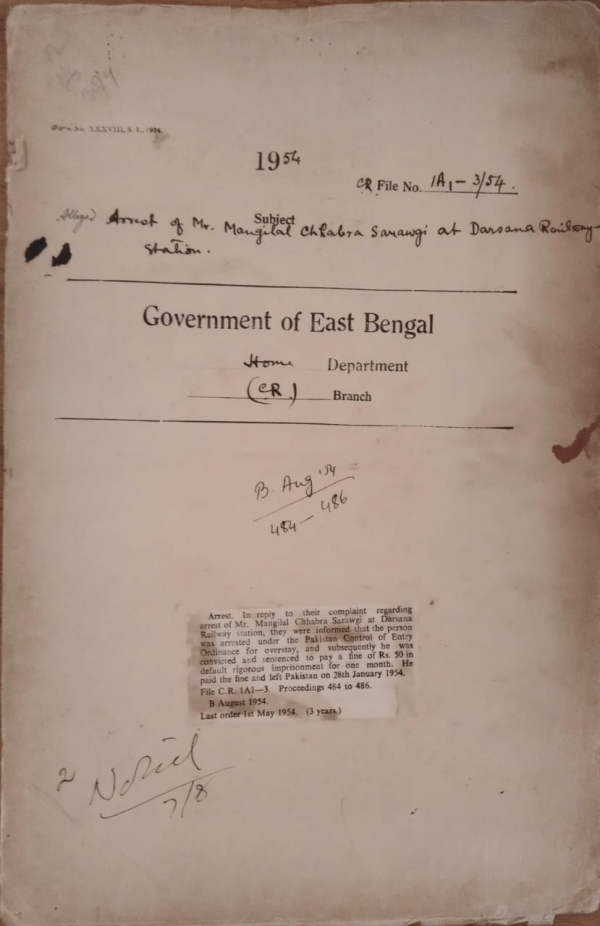 No. XXXVIII, S. I., 1934.
1954
CR File No. 1A1 - 3/54.
Subject
Alleged Arrest of Mr. Mangilal Chhabra Sarawgi at Darsana Railway-
Station.
Government of East Bengal
Home Department
(CR) Branch
B. Aug '54
484 - 486
Arrest. In reply to their complaint regarding
arrest of Mr. Mangilal Chhabra Sarawgi at Darsana
Railway station, they were informed that the person
was arrested under the Pakistan Control of Entry
Ordinance for overstay, and subsequently he was
convicted and sentenced to pay a fine of Rs. 50 in
default rigorous imprisonment for one month. He
paid the fine and left Pakistan on 28th January 1954.
File C.R. 1A1—3. Proceedings 484 to 486.
B August 1954.
Last order 1st May 1954. (3 years.)
7/8